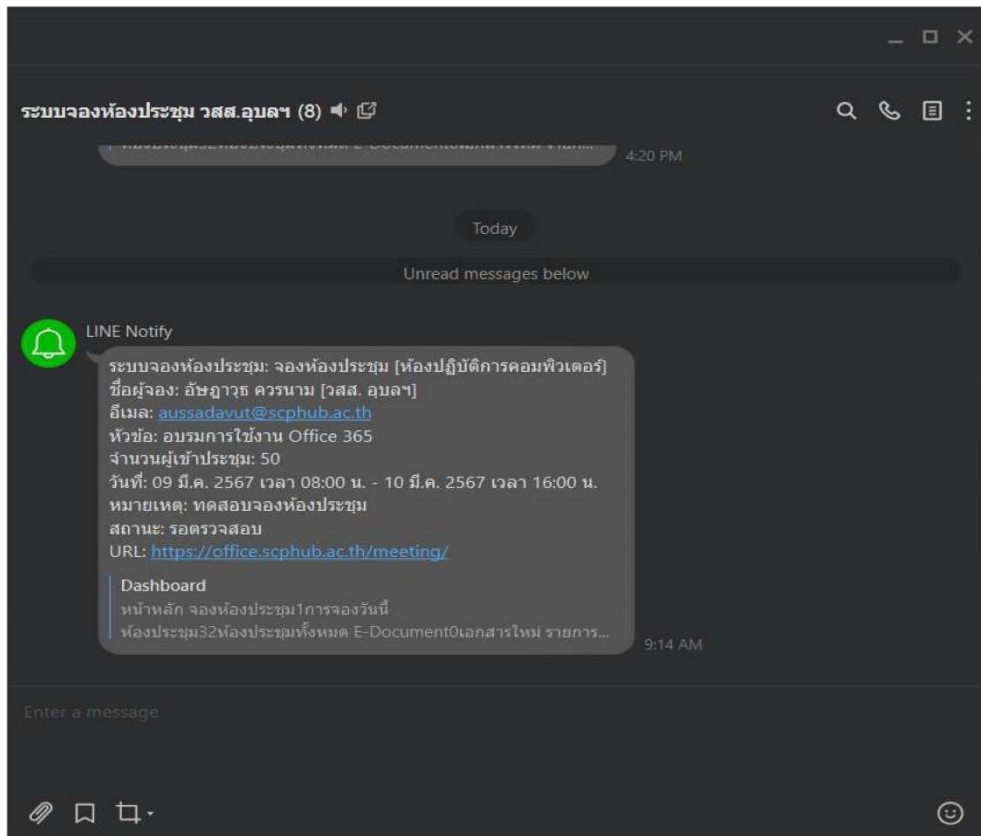 ระบบจองห้องประชุม วสส.อุบลฯ (8)
4:20 PM
Today
Unread messages below
LINE Notify
ระบบจองห้องประชุม: จองห้องประชุม [ห้องปฏิบัติการคอมพิวเตอร์]
ชื่อผู้จอง: อัษฎาวุธ ควรนาม [วสส. อุบลฯ]
อีเมล: aussadavut@scphub.ac.th
หัวข้อ: อบรมการใช้งาน Office 365
จำนวนผู้เข้าประชุม: 50
วันที่: 09 มี.ค. 2567 เวลา 08:00 น. - 10 มี.ค. 2567 เวลา 16:00 น.
หมายเหตุ: ทดสอบจองห้องประชุม
สถานะ: รอตรวจสอบ
URL: https://office.scphub.ac.th/meeting/
Dashboard
หน้าหลัก จองห้องประชุม1การจองวันนี้
ห้องประชุม32ห้องประชุมทั้งหมด E-Document0เอกสารใหม่ รายการ...
9:14 AM
Enter a message